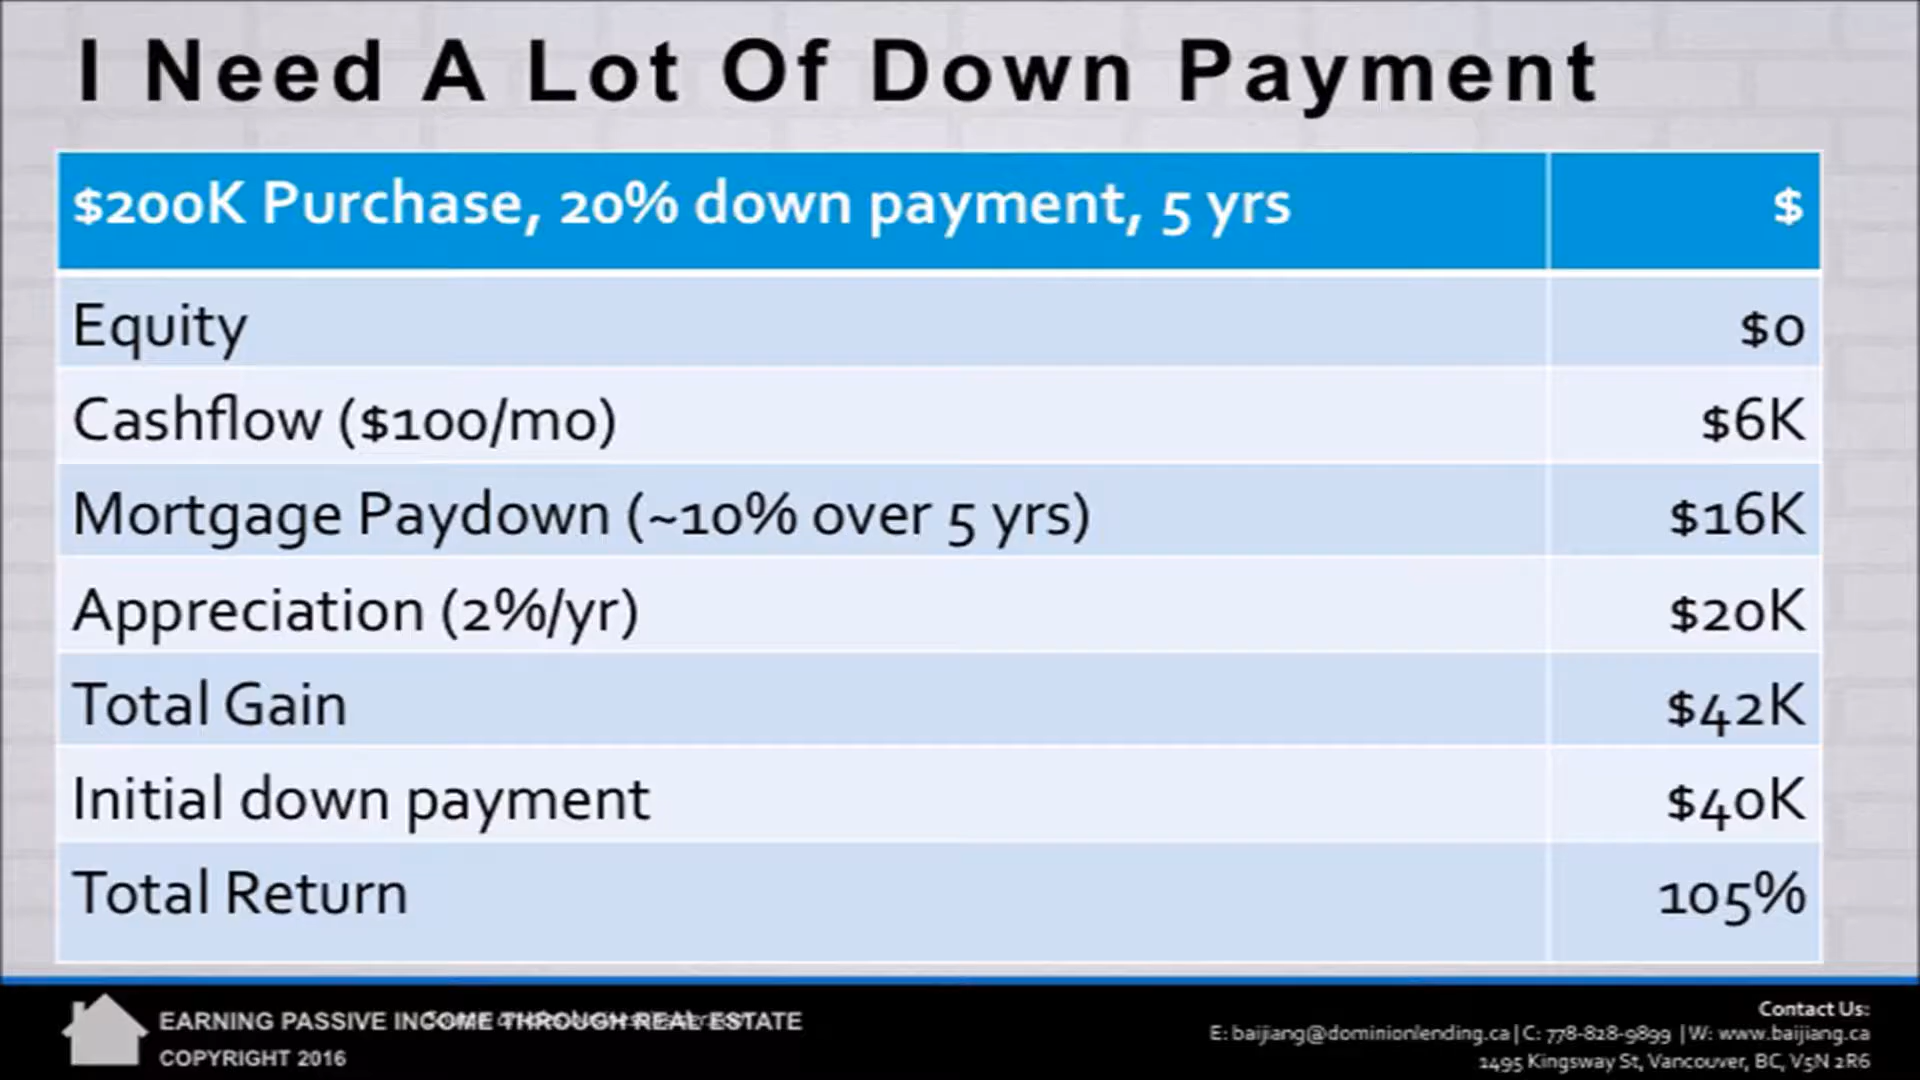 I Need A Lot Of Down Payment
$200K Purchase, 20% down payment, 5 yrs $
Equity $0
Cashflow ($100/mo) $6K
Mortgage Paydown (~10% over 5 yrs) $16K
Appreciation (2%/yr) $20K
Total Gain $42K
Initial down payment $40K
Total Return 105%
EARNING PASSIVE INCOME THROUGH REAL ESTATE
COPYRIGHT 2016
Contact Us:
E: baijiang@dominionlending.ca | C: 778-828-9899 | W: www.baijiang.ca
2495 Kingsway St, Vancouver, BC, V5N 2R6